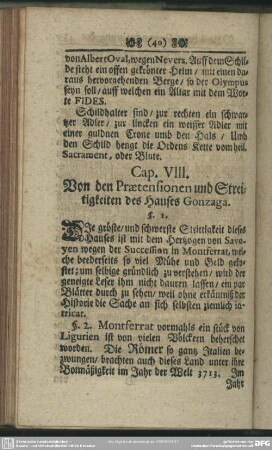 (40)
von Albert Oval, wegen Nevers. Auff dem Schil-
de steht ein offen gekrönter Helm / mit einen da-
raus hervorgehenden Berge / so der Olympus
seyn soll / auff welchen ein Altar mit dem Wor-
te FIDES.
Schildhalter sind / zur rechten ein schwar-
tzer Adler / zur lincken ein weisser Adler mit
einer guldnen Crone umb den Hals / Umb
den Schild hengt die Ordens Kette vom heil.
Sacrament, oder Blute.
Cap. VIII.
Von den Prætensionen und Strei-
tigkeiten des Hauses Gonzaga.
§. 1.
Die gröste / und schwerste Streittigkeit dieses
Hauses ist mit dem Hertzogen von Savo-
yen wegen der Succession in Montferrat, wel-
che beederseits so viel Mühe und Geld geko-
stet; um selbige gründlich zu verstehen / wird der
geneigte Leser ihm nicht dauren lassen / ein par
Blätter durch zu sehen / weil ohne erkäntniß der
Historie die Sache an sich selbsten ziemlich in-
tricat.
§. 2. Montferrat vormahls ein stück von
Ligurien ist von vielen Völckern beherrschet
worden. Die Römer so gantz Italien be-
zwungen / brachten auch dieses Land unter ihre
Botmäßigkeit im Jahr der Welt 3713. Im
Jahr